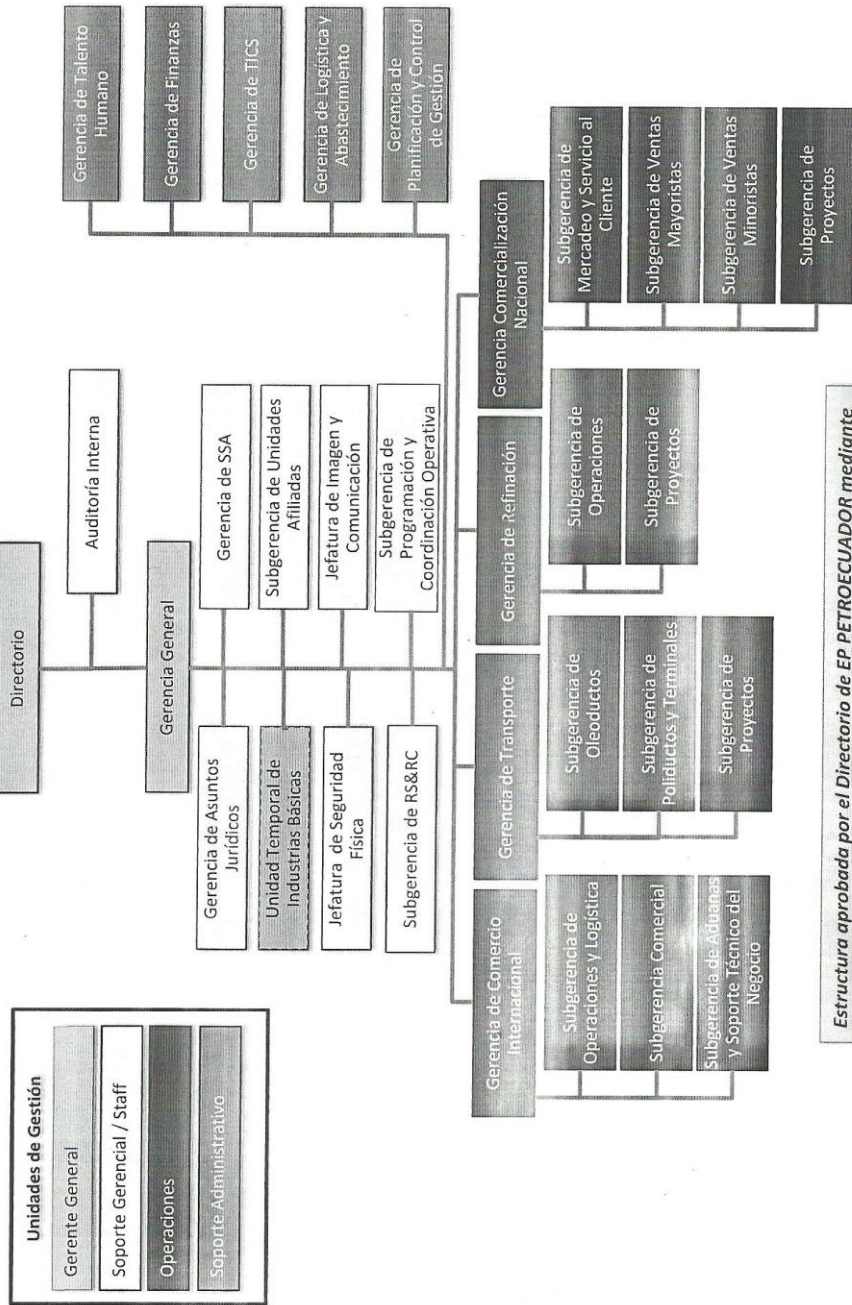 Directorio
Auditoría Interna
Gerencia General
Unidades de Gestión
Gerente General
Soporte Gerencial / Staff
Operaciones
Soporte Administrativo
Gerencia de Asuntos
Jurídicos
Gerencia de SSA
Unidad Temporal de
Industrias Básicas
Subgerencia de Unidades
Afiliadas
Jefatura de Seguridad
Física
Jefatura de Imagen y
Comunicación
Subgerencia de RS&RC
Subgerencia de
Programación y
Coordinación Operativa
Gerencia de Talento
Humano
Gerencia de Finanzas
Gerencia de TICS
Gerencia de Logística y
Abastecimiento
Gerencia de
Planificación y Control
de Gestión
Gerencia de Comercio
Internacional
Subgerencia de
Operaciones y Logística
Subgerencia Comercial
Subgerencia de Aduanas
y Soporte Técnico del
Negocio
Gerencia de Transporte
Subgerencia de
Oleoductos
Subgerencia de
Poliductos y Terminales
Subgerencia de
Proyectos
Gerencia de Refinación
Subgerencia de
Operaciones
Subgerencia de
Proyectos
Gerencia Comercialización
Nacional
Subgerencia de
Mercadeo y Servicio al
Cliente
Subgerencia de Ventas
Mayoristas
Subgerencia de Ventas
Minoristas
Subgerencia de
Proyectos
Estructura aprobada por el Directorio de EP PETROECUADOR mediante